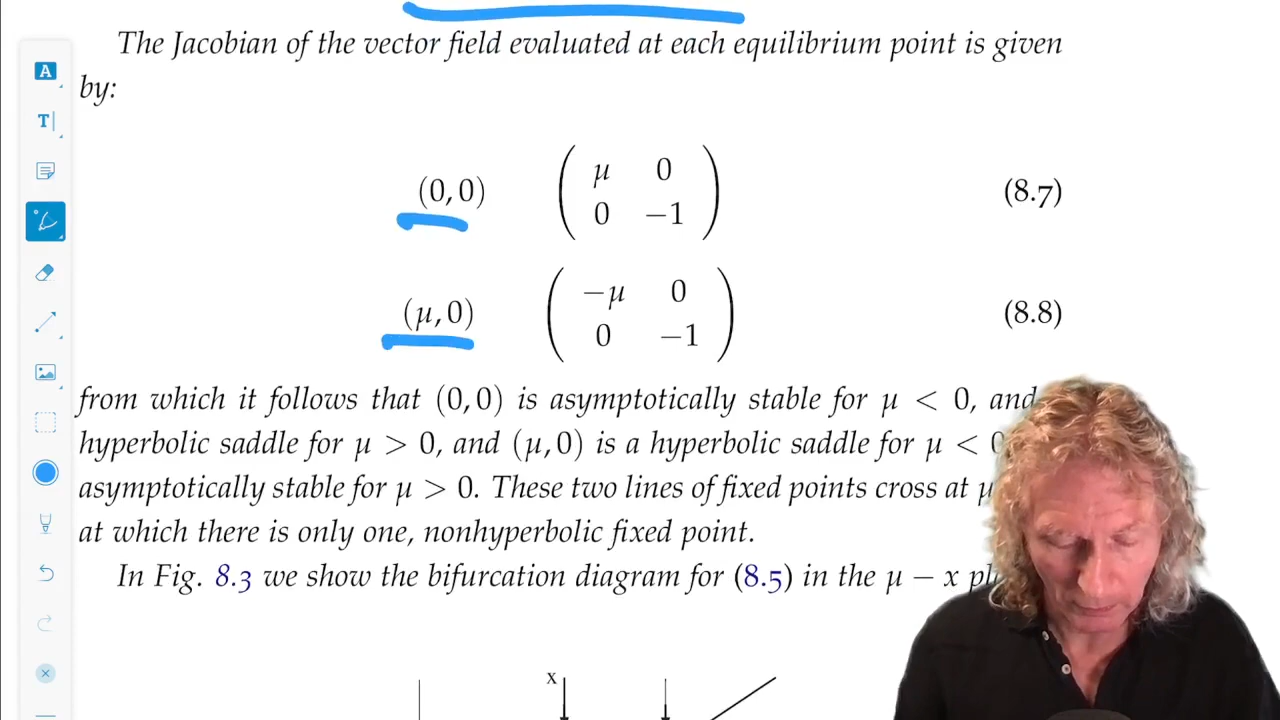 The Jacobian of the vector field evaluated at each equilibrium point is given
by:
(0, 0) ( μ 0 0 −1 ) (8.7)
(μ, 0) ( −μ 0 0 −1 ) (8.8)
from which it follows that (0, 0) is asymptotically stable for μ < 0, and
hyperbolic saddle for μ > 0, and (μ, 0) is a hyperbolic saddle for μ < 0
asymptotically stable for μ > 0. These two lines of fixed points cross at μ
at which there is only one, nonhyperbolic fixed point.
In Fig. 8.3 we show the bifurcation diagram for (8.5) in the μ − x
x
A
T